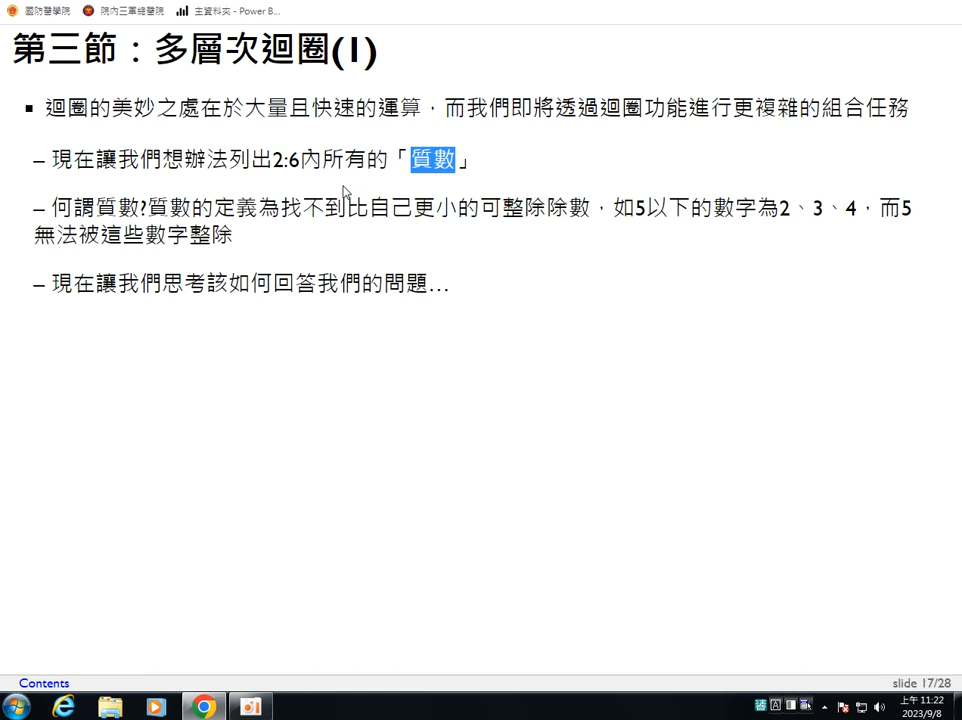 國防醫學院 院內三軍總醫院 主資料夾 - Power B...
第三節：多層次迴圈(1)
▪ 迴圈的美妙之處在於大量且快速的運算，而我們即將透過迴圈功能進行更複雜的組合任務
– 現在讓我們想辦法列出2:6內所有的「質數」
– 何謂質數?質數的定義為找不到比自己更小的可整除除數，如5以下的數字為2、3、4，而5
無法被這些數字整除
– 現在讓我們思考該如何回答我們的問題…
Contents
slide 17/28
上午 11:22
2023/9/8